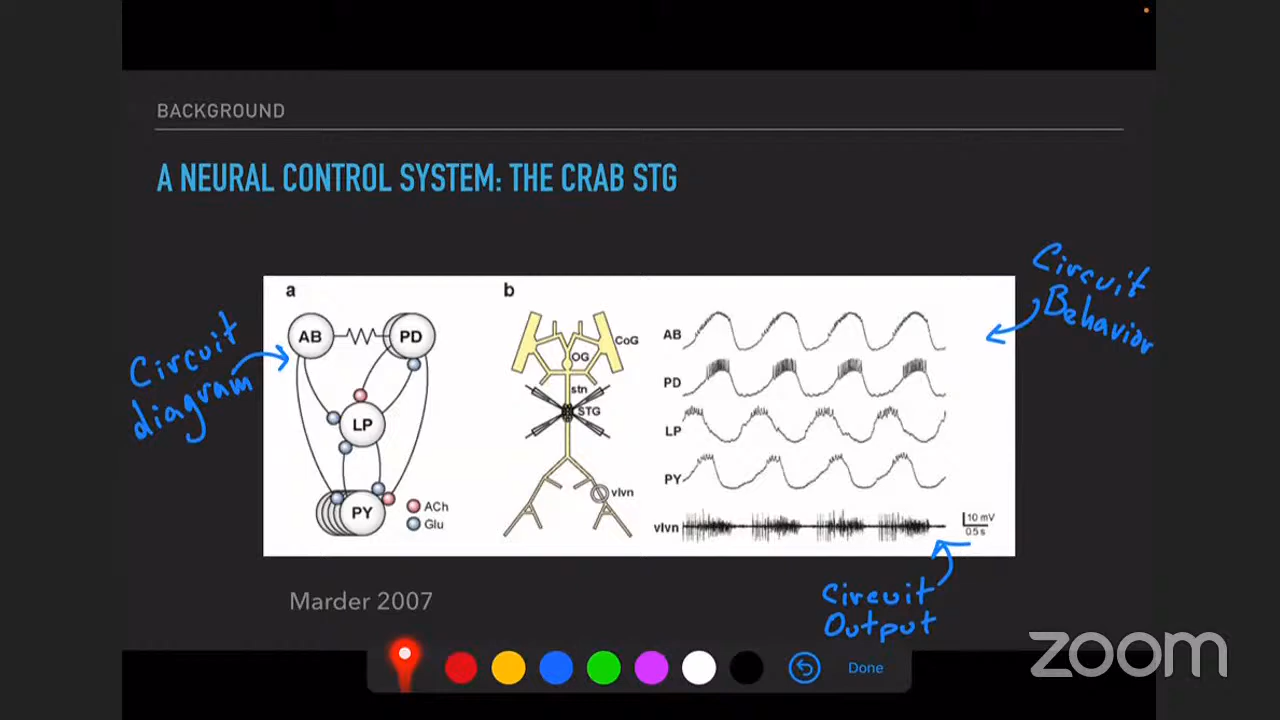 BACKGROUND
A NEURAL CONTROL SYSTEM: THE CRAB STG
Circuit
diagram
a
AB
PD
LP
PY
ACh
Glu
b
CoG
OG
stn
STG
vlvn
AB
PD
LP
PY
vlvn
10 mV
0.5 s
Circuit
Behavior
Circuit
Output
Marder 2007
Done
zoom